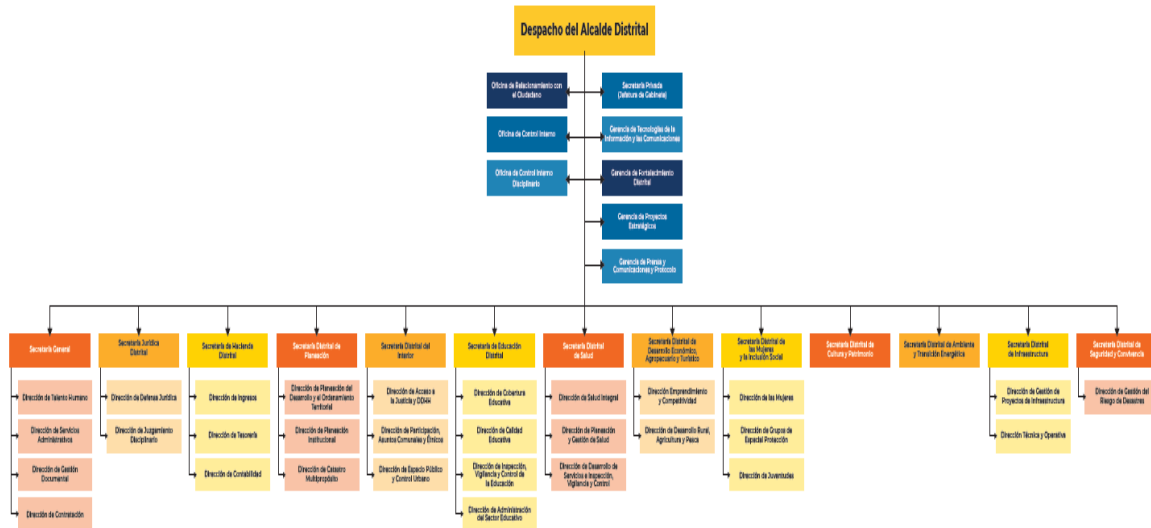 Despacho del Alcalde Distrital
Oficina de Relacionamiento con
el Ciudadano
Secretaría Privada
(Jefatura de Gabinete)
Oficina de Control Interno
Gerencia de Tecnologías de la
Información y las Comunicaciones
Oficina de Control Interno
Disciplinario
Gerencia de Fortalecimiento
Distrital
Gerencia de Proyectos
Estratégicos
Gerencia de Prensa y
Comunicaciones y Protocolo
Secretaría General
Secretaría Jurídica
Distrital
Secretaría de Hacienda
Distrital
Secretaría Distrital de
Planeación
Secretaría Distrital del
Interior
Secretaría de Educación
Distrital
Secretaría Distrital
de Salud
Secretaría Distrital de
Desarrollo Económico,
Agropecuario y Turístico
Secretaría Distrital de
las Mujeres
y la Inclusión Social
Secretaría Distrital de
Cultura y Patrimonio
Secretaría Distrital de Ambiente
y Transición Energética
Secretaría Distrital
de Infraestructura
Secretaría Distrital de
Seguridad y Convivencia
Dirección de Talento Humano
Dirección de Servicios
Administrativos
Dirección de Gestión
Documental
Dirección de Contratación
Dirección de Defensa Jurídica
Dirección de Juzgamiento
Disciplinario
Dirección de Ingresos
Dirección de Tesorería
Dirección de Contabilidad
Dirección de Planeación del
Desarrollo y el Ordenamiento
Territorial
Dirección de Planeación
Institucional
Dirección de Catastro
Multipropósito
Dirección de Acceso a
la Justicia y DDHH
Dirección de Participación,
Asuntos Comunales y Étnicos
Dirección de Espacio Público
y Control Urbano
Dirección de Cobertura
Educativa
Dirección de Calidad
Educativa
Dirección de Inspección,
Vigilancia y Control de
la Educación
Dirección de Administración
del Sector Educativo
Dirección de Salud Integral
Dirección de Planeación
y Gestión de Salud
Dirección de Desarrollo de
Servicios e Inspección,
Vigilancia y Control
Dirección Emprendimiento
y Competitividad
Dirección de Desarrollo Rural,
Agricultura y Pesca
Dirección de las Mujeres
Dirección de Grupos de
Especial Protección
Dirección de Juventudes
Dirección de Gestión de
Proyectos de Infraestructura
Dirección Técnica y Operativa
Dirección de Gestión del
Riesgo de Desastres